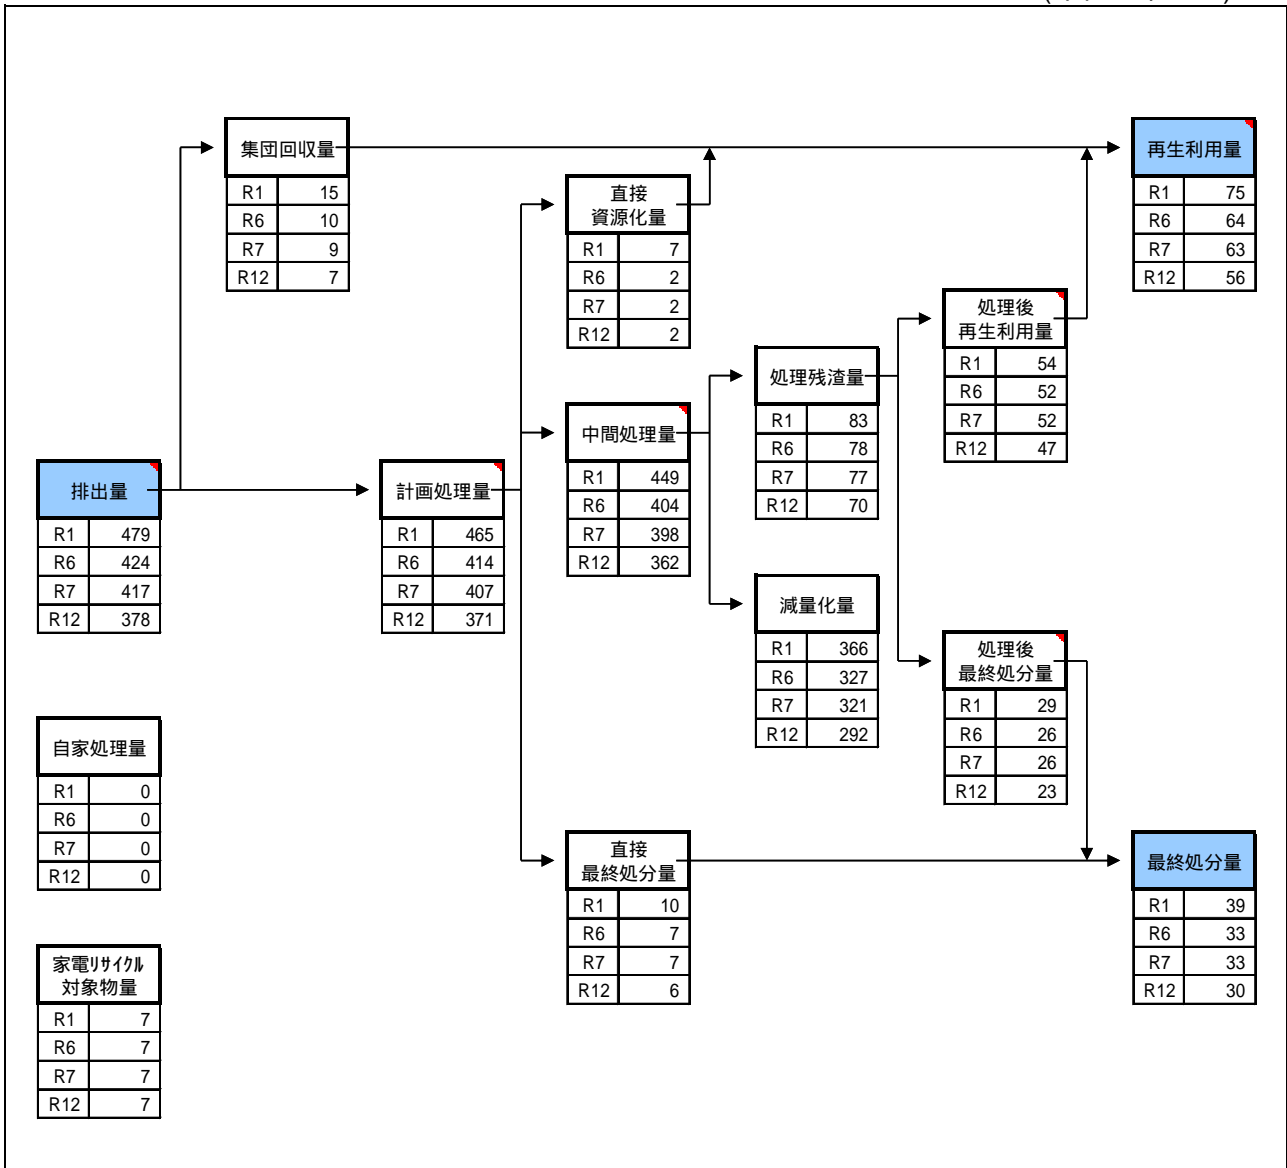 集団回収量
R1 15
R6 10
R7 9
R12 7
再生利用量
R1 75
R6 64
R7 63
R12 56
直接
資源化量
R1 7
R6 2
R7 2
R12 2
処理後
再生利用量
R1 54
R6 52
R7 52
R12 47
処理残渣量
R1 83
R6 78
R7 77
R12 70
中間処理量
R1 449
R6 404
R7 398
R12 362
排出量
R1 479
R6 424
R7 417
R12 378
計画処理量
R1 465
R6 414
R7 407
R12 371
減量化量
R1 366
R6 327
R7 321
R12 292
処理後
最終処分量
R1 29
R6 26
R7 26
R12 23
自家処理量
R1 0
R6 0
R7 0
R12 0
直接
最終処分量
R1 10
R6 7
R7 7
R12 6
最終処分量
R1 39
R6 33
R7 33
R12 30
家電ﾘｻｲｸﾙ
対象物量
R1 7
R6 7
R7 7
R12 7